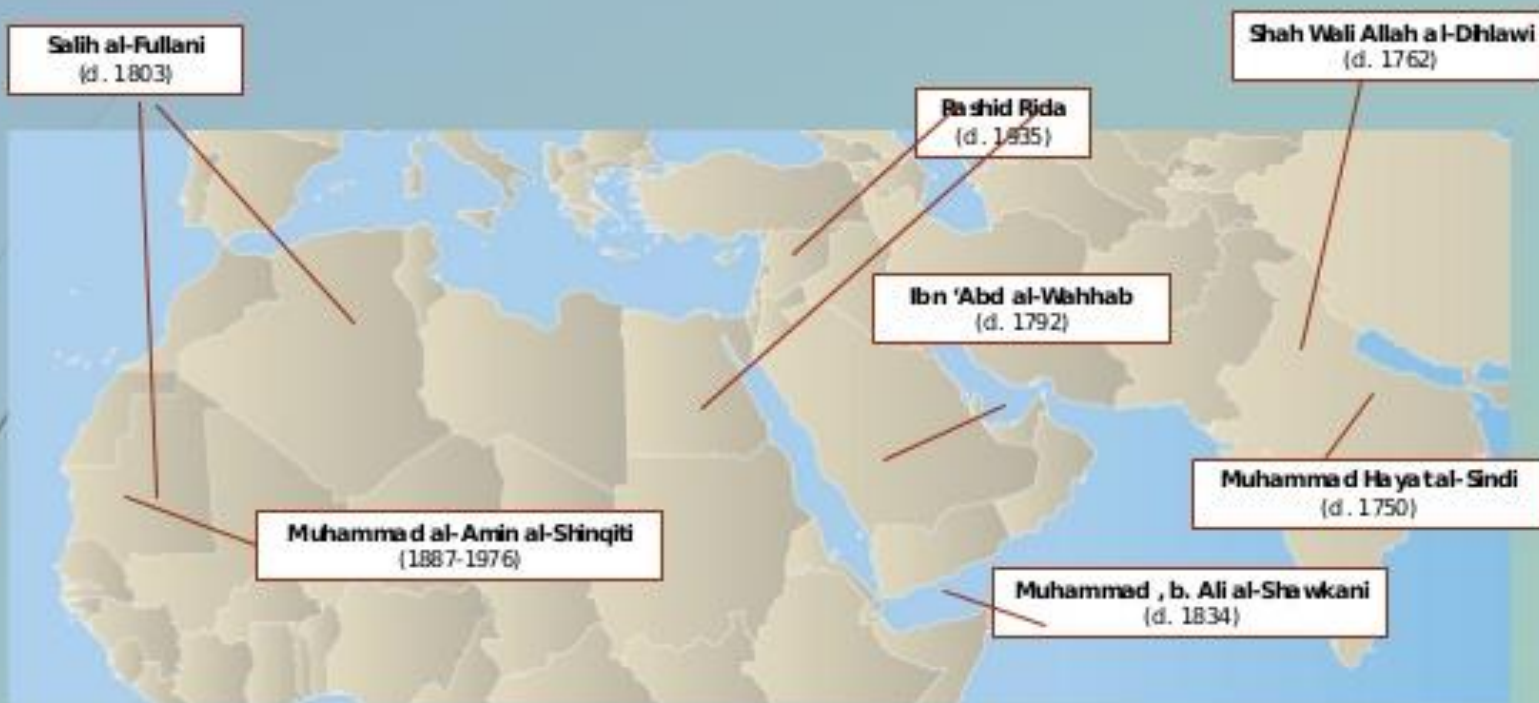 Salih al-Fullani
(d. 1803)
Shah Wali Allah al-Dihlawi
(d. 1762)
Rashid Rida
(d. 1935)
Ibn ‘Abd al-Wahhab
(d. 1792)
Muhammad Hayat al-Sindi
(d. 1750)
Muhammad al-Amin al-Shinqiti
(1887-1976)
Muhammad , b. Ali al-Shawkani
(d. 1834)